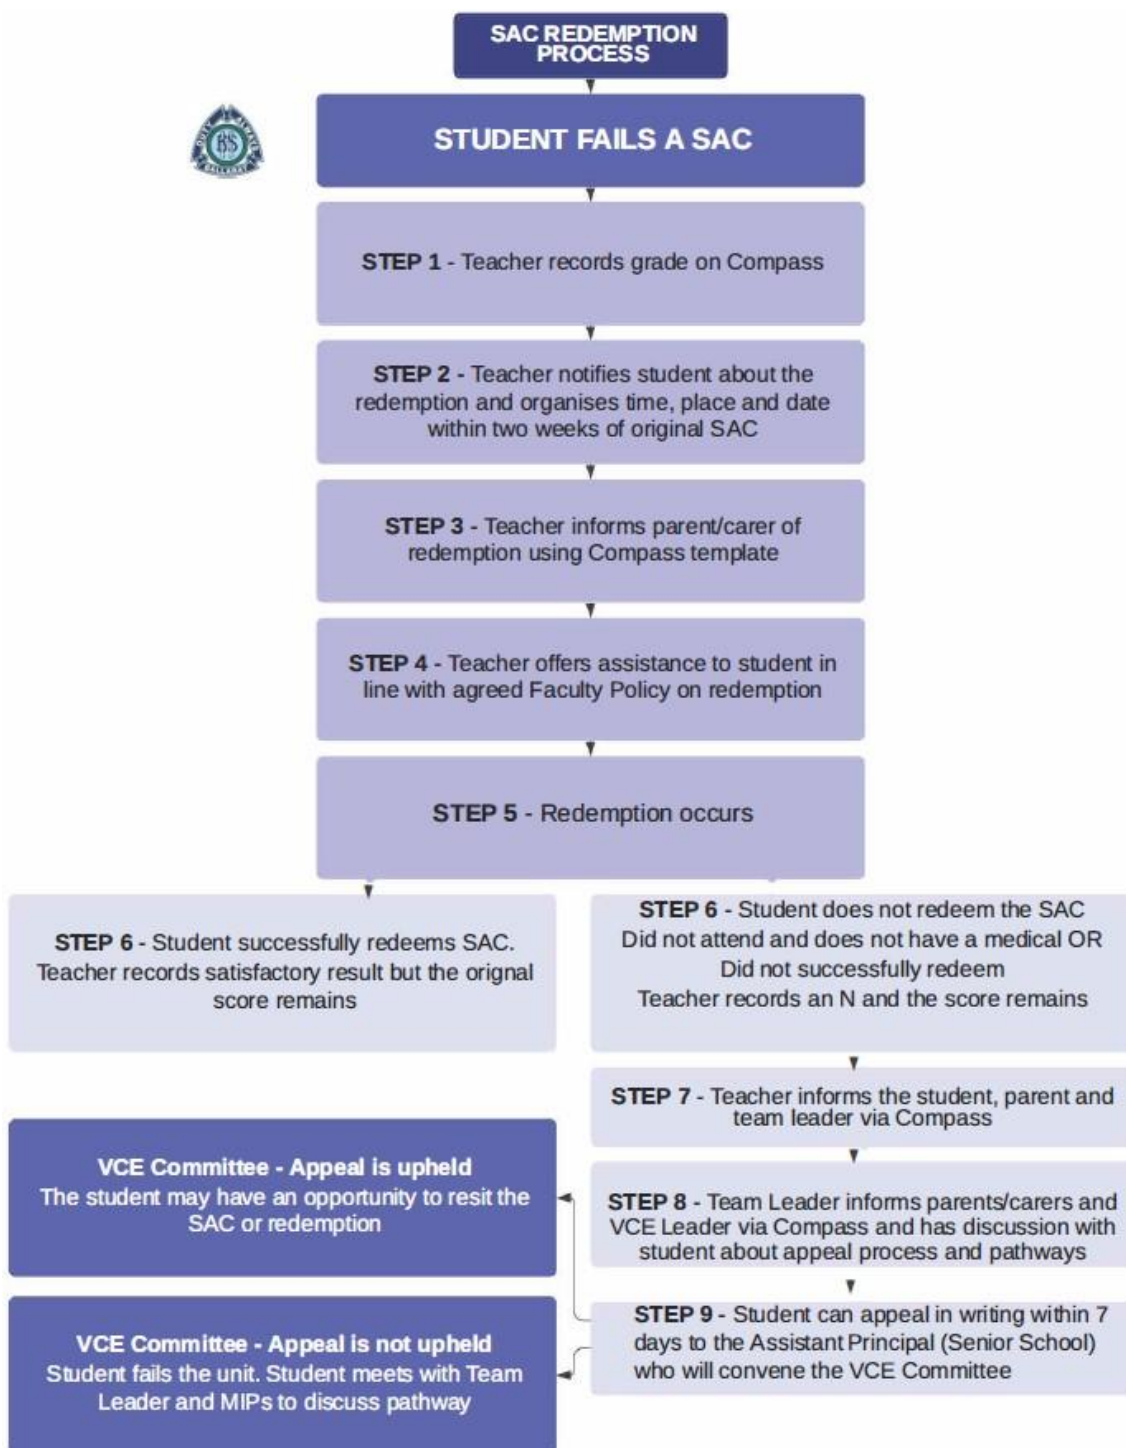 SAC REDEMPTION
PROCESS
DUTY ALWAYS
BS
BALLARAT
STUDENT FAILS A SAC
STEP 1 - Teacher records grade on Compass
STEP 2 - Teacher notifies student about the
redemption and organises time, place and date
within two weeks of original SAC
STEP 3 - Teacher informs parent/carer of
redemption using Compass template
STEP 4 - Teacher offers assistance to student in
line with agreed Faculty Policy on redemption
STEP 5 - Redemption occurs
STEP 6 - Student successfully redeems SAC.
Teacher records satisfactory result but the orignal
score remains
STEP 6 - Student does not redeem the SAC
Did not attend and does not have a medical OR
Did not successfully redeem
Teacher records an N and the score remains
STEP 7 - Teacher informs the student, parent and
team leader via Compass
STEP 8 - Team Leader informs parents/carers and
VCE Leader via Compass and has discussion with
student about appeal process and pathways
STEP 9 - Student can appeal in writing within 7
days to the Assistant Principal (Senior School)
who will convene the VCE Committee
VCE Committee - Appeal is upheld
The student may have an opportunity to resit the
SAC or redemption
VCE Committee - Appeal is not upheld
Student fails the unit. Student meets with Team
Leader and MIPs to discuss pathway